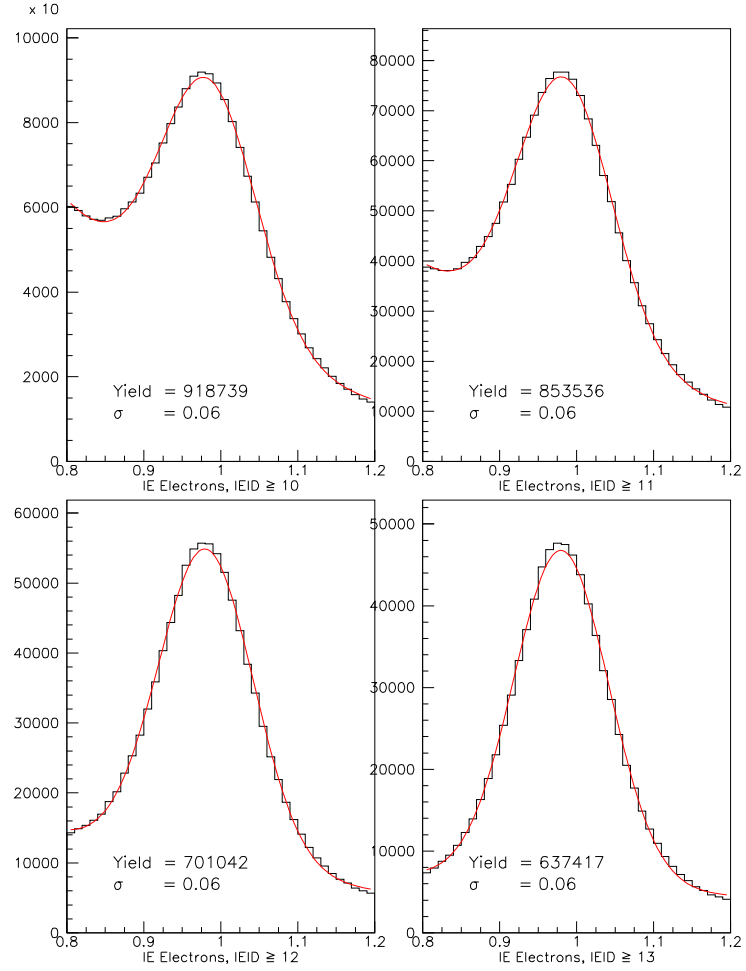 x 10
10000
8000
6000
4000
2000
0
0.8 0.9 1 1.1 1.2
Yield = 918739
σ = 0.06
IE Electrons, IEID ≧ 10
80000
70000
60000
50000
40000
30000
20000
10000
0
0.8 0.9 1 1.1 1.2
Yield = 853536
σ = 0.06
IE Electrons, IEID ≧ 11
60000
50000
40000
30000
20000
10000
0
0.8 0.9 1 1.1 1.2
Yield = 701042
σ = 0.06
IE Electrons, IEID ≧ 12
50000
40000
30000
20000
10000
0
0.8 0.9 1 1.1 1.2
Yield = 637417
σ = 0.06
IE Electrons, IEID ≧ 13